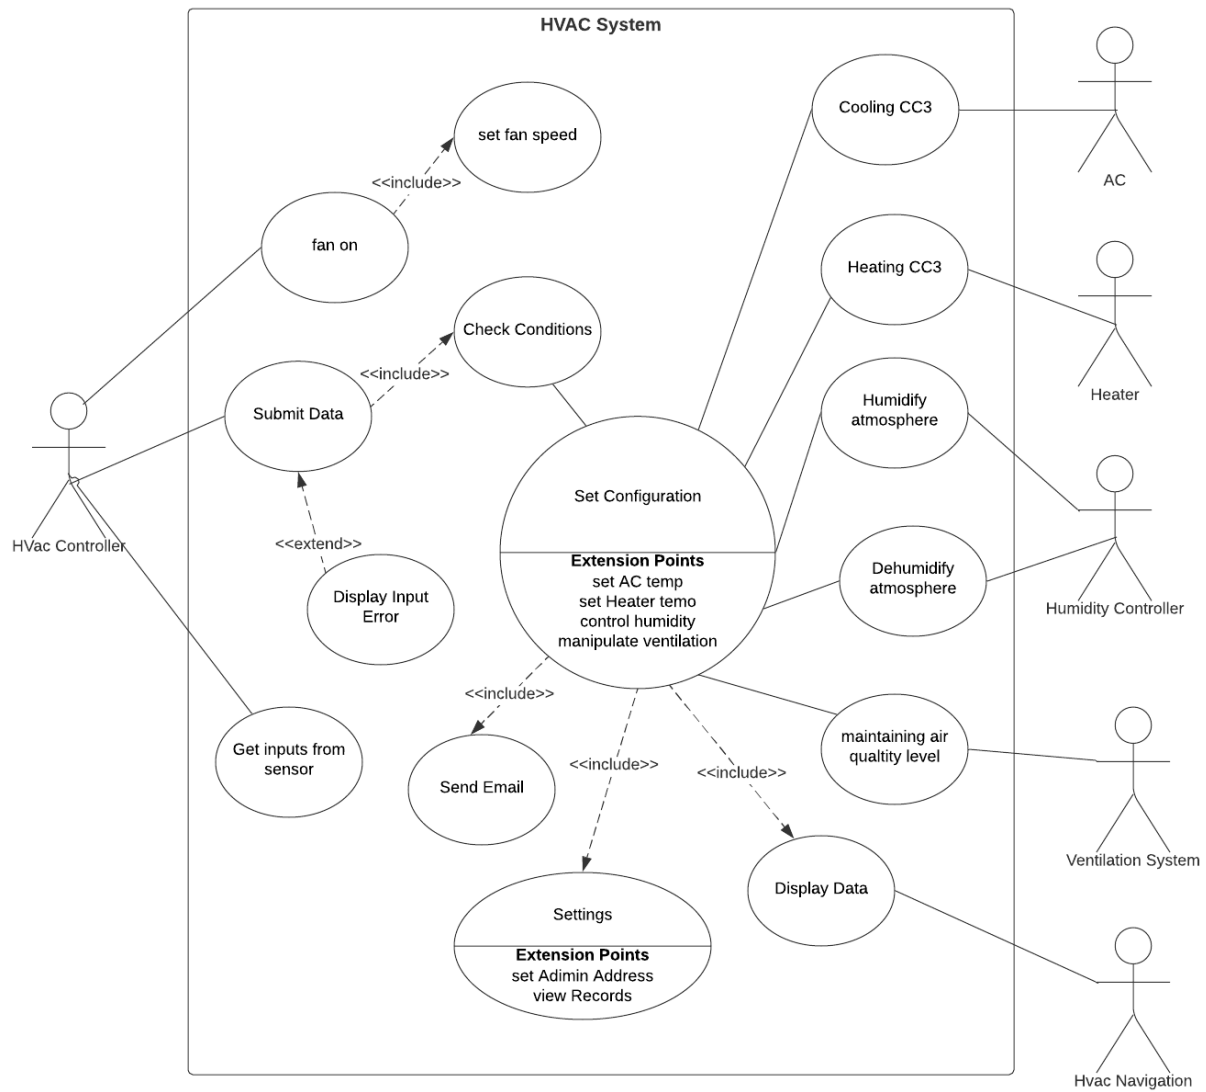 HVAC System
set fan speed
<<include>>
fan on
Check Conditions
<<include>>
Submit Data
HVac Controller
<<extend>>
Display Input
Error
Get inputs from
sensor
Set Configuration
Extension Points
set AC temp
set Heater temo
control humidity
manipulate ventilation
<<include>>
Send Email
<<include>>
<<include>>
Settings
Extension Points
set Adimin Address
view Records
Display Data
Cooling CC3
AC
Heating CC3
Heater
Humidify
atmosphere
Dehumidify
atmosphere
Humidity Controller
maintaining air
qualtity level
Ventilation System
Hvac Navigation